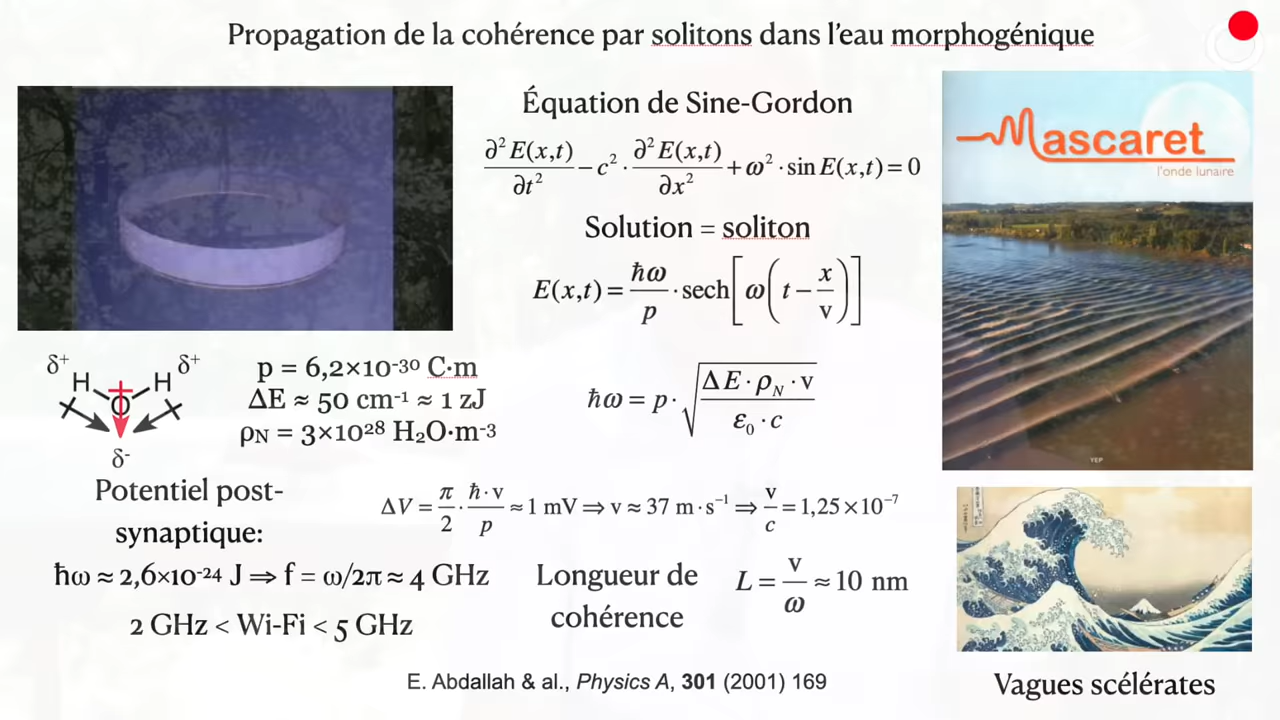 Propagation de la cohérence par solitons dans l'eau morphogénique
Équation de Sine-Gordon
∂²E(x,t)/∂t² − c² · ∂²E(x,t)/∂x² + ω² · sin E(x,t) = 0
Solution = soliton
E(x,t) = ħω/p · sech[ω(t − x/v)]
Mascaret
l'onde lunaire
δ⁺ δ⁺
H H
O
δ⁻
p = 6,2×10⁻³⁰ C·m
ΔE ≈ 50 cm⁻¹ ≈ 1 zJ
ρN = 3×10²⁸ H₂O·m⁻³
ħω = p · √(ΔE · ρ_N · v / ε₀ · c)
YEP
Potentiel post-
synaptique:
ΔV = π/2 · ħ·v/p ≈ 1 mV ⇒ v ≈ 37 m·s⁻¹ ⇒ v/c = 1,25×10⁻⁷
ħω ≈ 2,6×10⁻²⁴ J ⇒ f = ω/2π ≈ 4 GHz
2 GHz < Wi-Fi < 5 GHz
Longueur de
cohérence
L = v/ω ≈ 10 nm
E. Abdallah & al., Physica A, 301 (2001) 169
Vagues scélérates